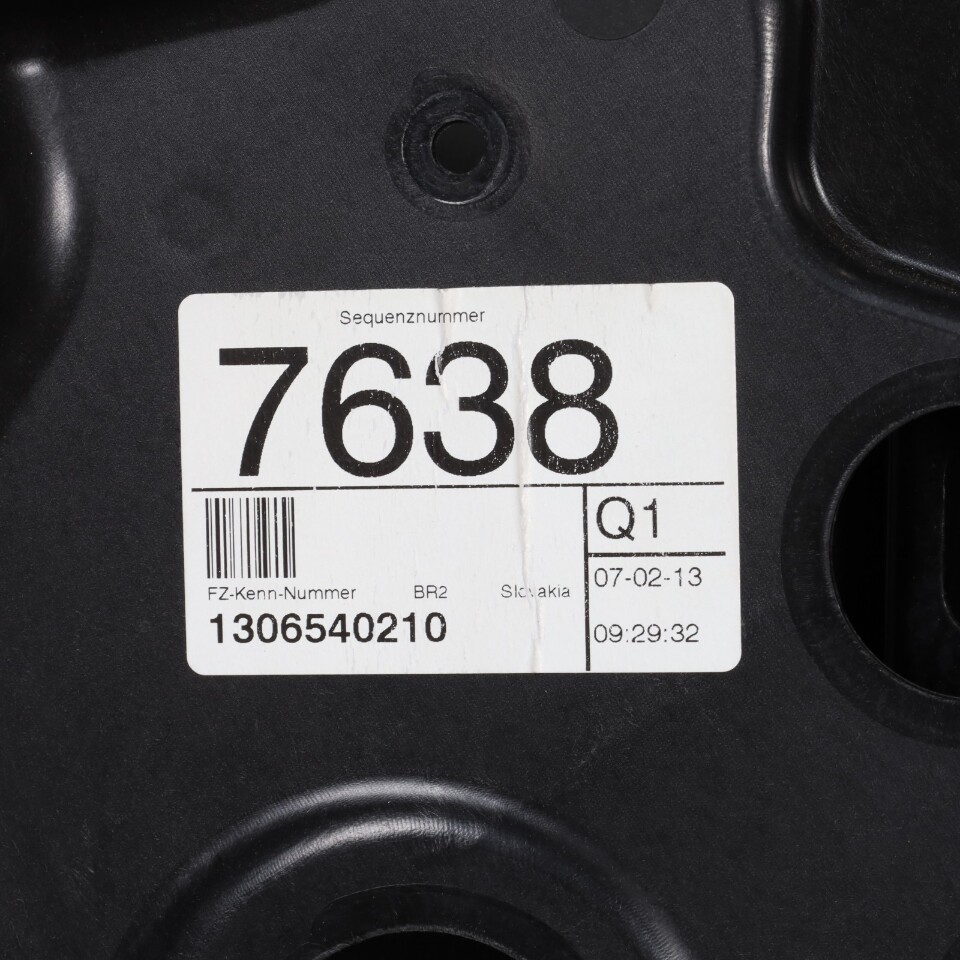 Sequenznummer
7638
Q1
FZ-Kenn-Nummer BR2 Slovakia
07-02-13
1306540210
09:29:32